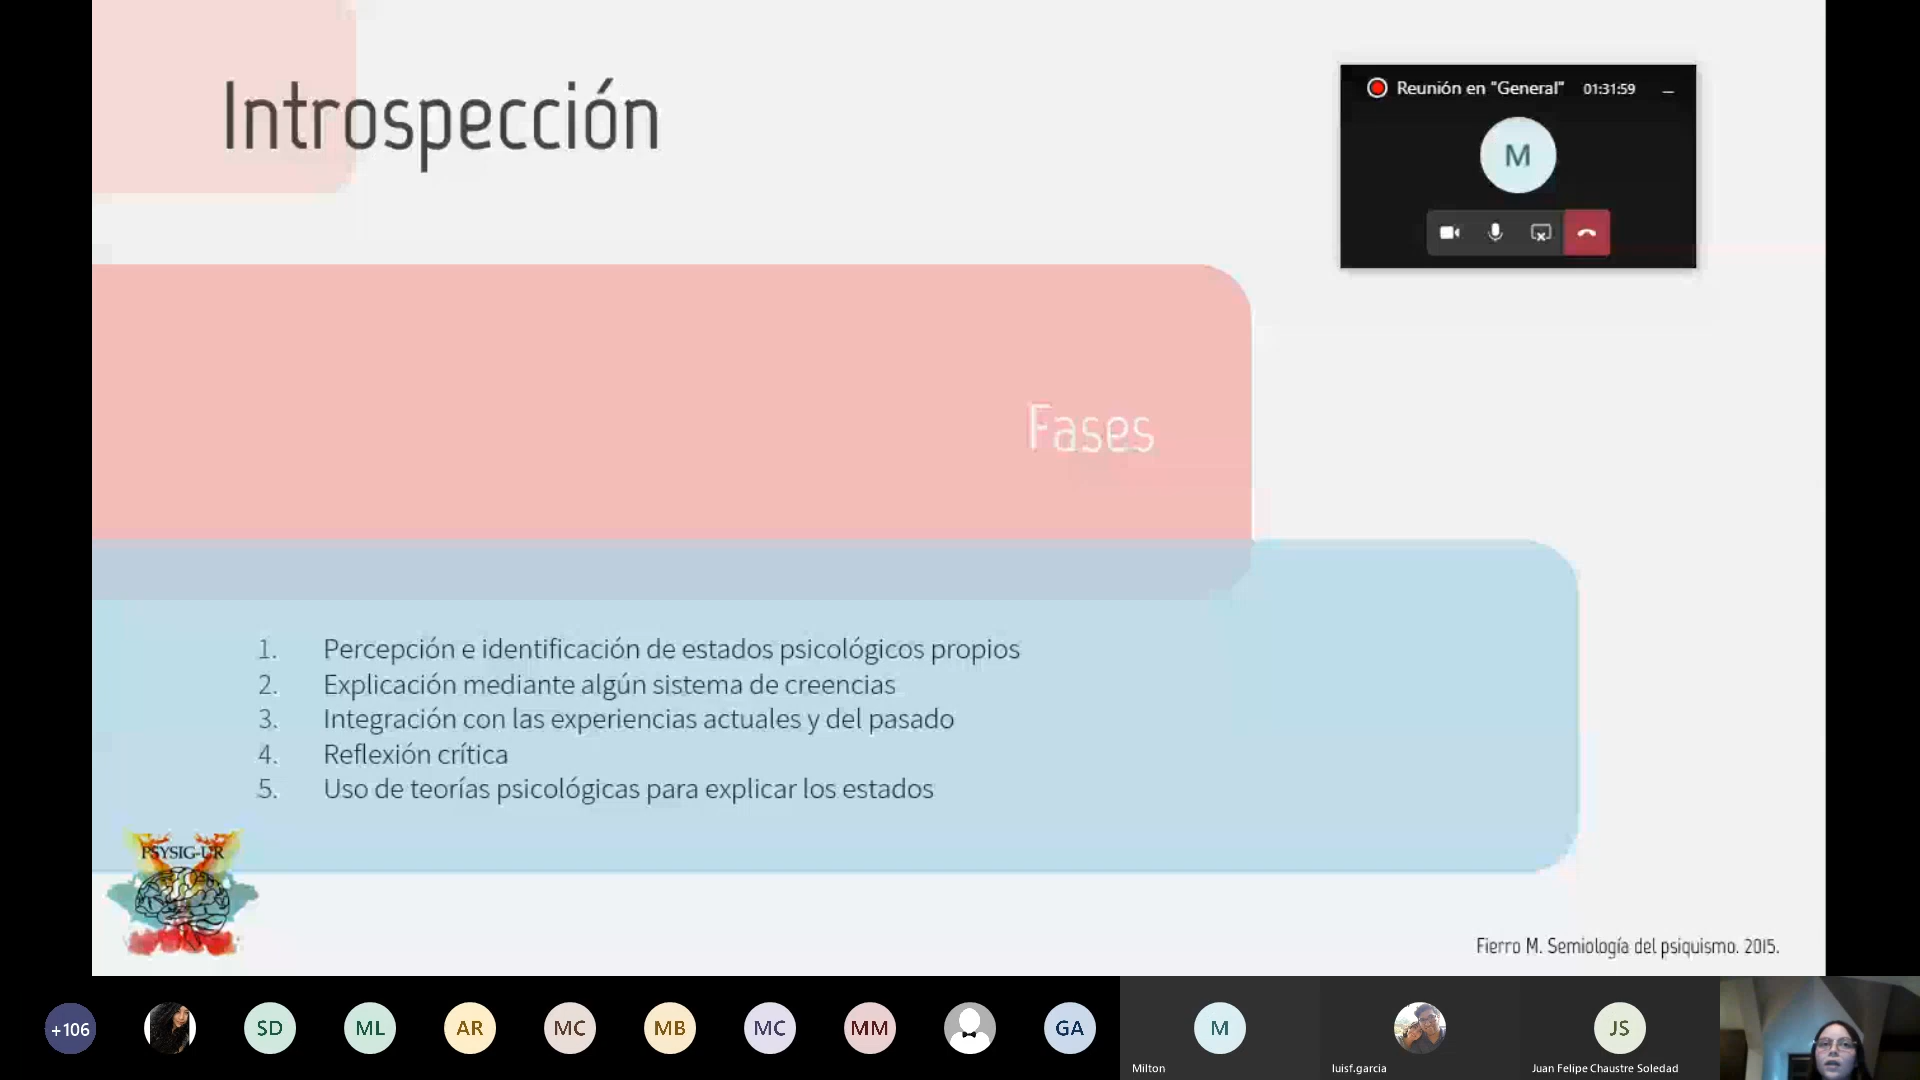 Introspección
Reunión en "General" 01:31:59
M
Fases
1. Percepción e identificación de estados psicológicos propios
2. Explicación mediante algún sistema de creencias
3. Integración con las experiencias actuales y del pasado
4. Reflexión crítica
5. Uso de teorías psicológicas para explicar los estados
PSYSIG-UR
Fierro M. Semiología del psiquismo. 2015.
+106 SD ML AR MC MB MC MM GA M JS
Milton luisf.garcia Juan Felipe Chaustre Soledad